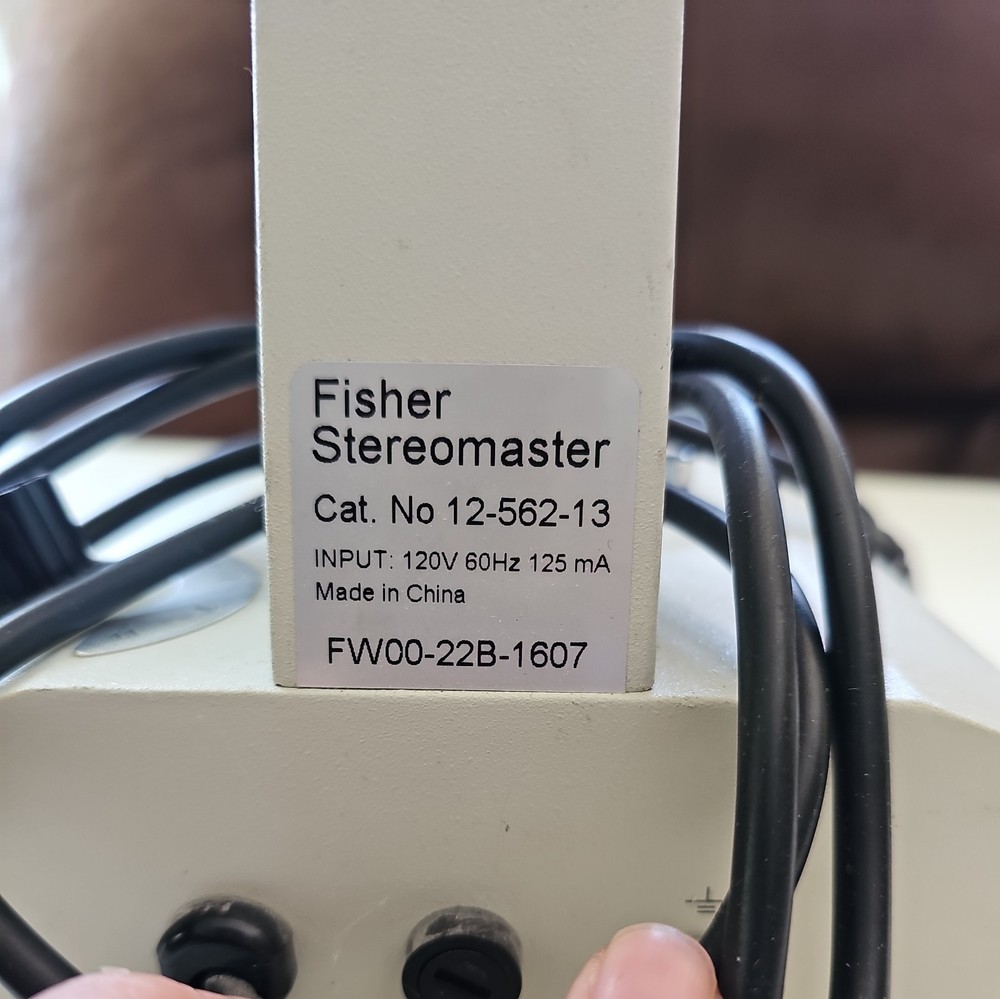 Fisher
Stereomaster
Cat. No 12-562-13
INPUT: 120V 60Hz 125 mA
Made in China
FW00-22B-1607